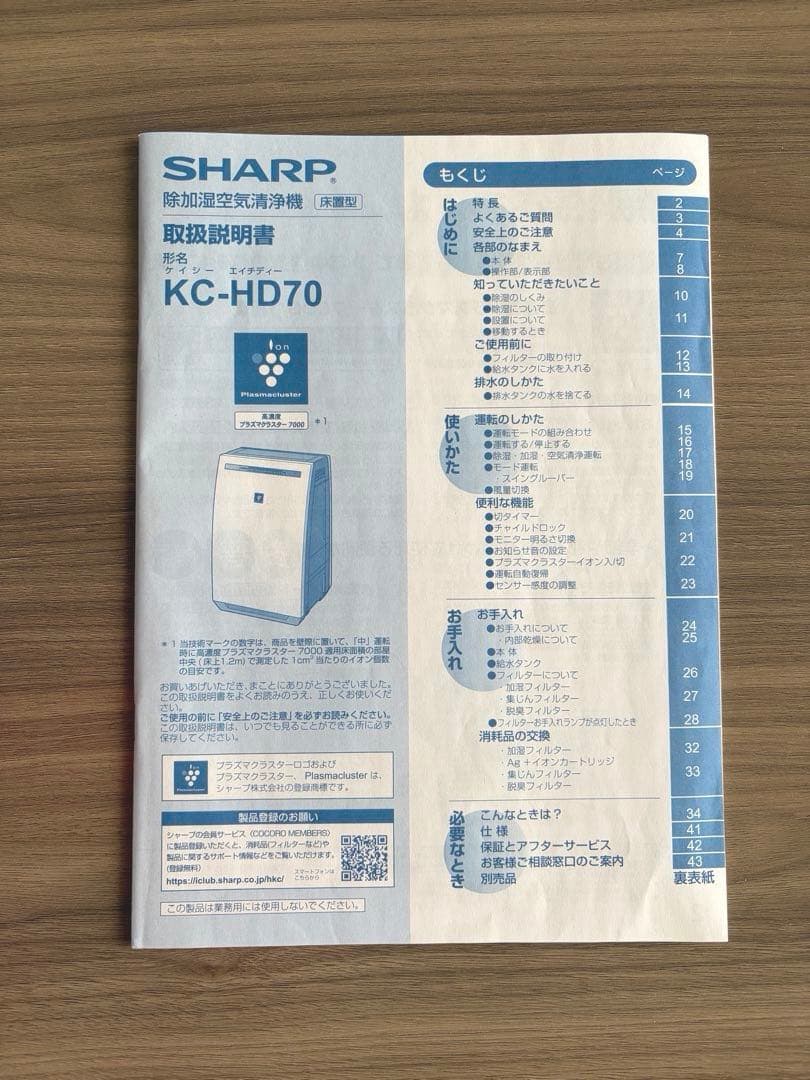 SHARP®
除加湿空気清浄機 床置型
取扱説明書
形名
ケイシー エイチディー
KC-HD70
ion
Plasmacluster
高濃度
プラズマクラスター 7000 *1
*1 当技術マークの数字は、商品を壁際に置いて、「中」運転
時に高濃度プラズマクラスター7000適用床面積の部屋
中央(床上1.2m)で測定した1cm³当たりのイオン個数
の目安です。
お買いあげいただき、まことにありがとうございました。
この取扱説明書をよくお読みのうえ、正しくお使いくだ
さい。
ご使用の前に「安全上のご注意」を必ずお読みください。
この取扱説明書は、いつでも見ることができる所に必ず
保存してください。
ion
Plasmacluster
プラズマクラスターロゴおよび
プラズマクラスター、Plasmaclusterは、
シャープ株式会社の登録商標です。
製品登録のお願い
シャープの会員サービス〈COCORO MEMBERS〉
に製品登録いただくと、消耗品(フィルターなど)や
製品に関するサポート情報などをご覧いただけます。
(登録無料)
https://iclub.sharp.co.jp/hkc/
スマートフォンは
こちらから
この製品は業務用には使用しないでください。
もくじ ページ
はじめに
特長 2
よくあるご質問 3
安全上のご注意 4
各部のなまえ
●本体 7
●操作部/表示部 8
知っていただきたいこと
●除湿のしくみ 10
●除湿について
●設置について 11
●移動するとき
ご使用前に
●フィルターの取り付け 12
●給水タンクに水を入れる 13
排水のしかた
●排水タンクの水を捨てる 14
使いかた
運転のしかた
●運転モードの組み合わせ 15
●運転する/停止する 16
●除湿・加湿・空気清浄運転 17
●モード運転 18
・スイングルーバー 19
●風量切換
便利な機能
●切タイマー 20
●チャイルドロック
●モニター明るさ切換 21
●お知らせ音の設定
●プラズマクラスターイオン入/切 22
●運転自動復帰
●センサー感度の調整 23
お手入れ
お手入れ
●お手入れについて 24
・内部乾燥について 25
●本体
●給水タンク
●フィルターについて 26
・加湿フィルター
・集じんフィルター 27
・脱臭フィルター
●フィルターお手入れランプが点灯したとき 28
消耗品の交換
・加湿フィルター 32
・Ag+イオンカートリッジ
・集じんフィルター 33
・脱臭フィルター
必要なとき
こんなときは? 34
仕様 41
保証とアフターサービス 42
お客様ご相談窓口のご案内 43
別売品 裏表紙